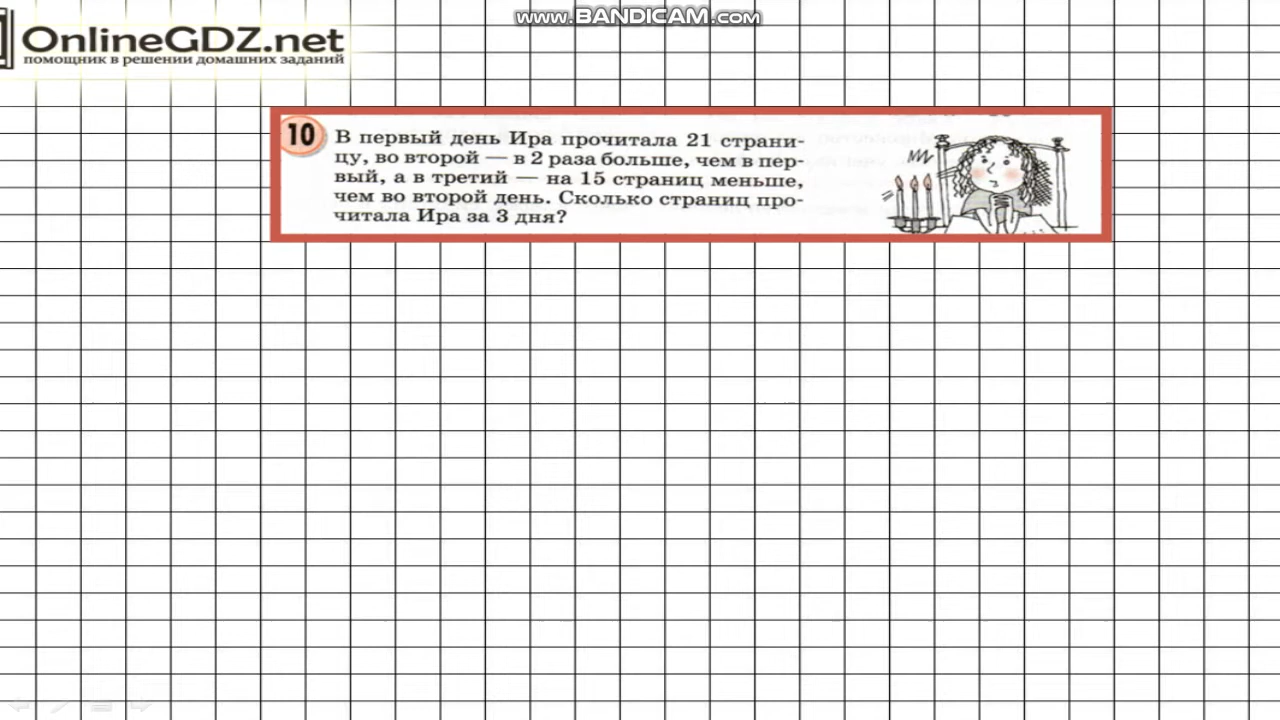 www.BANDICAM.com
OnlineGDZ.net
помощник в решении домашних заданий
10
В первый день Ира прочитала 21 страни-
цу, во второй — в 2 раза больше, чем в пер-
вый, а в третий — на 15 страниц меньше,
чем во второй день. Сколько страниц про-
читала Ира за 3 дня?